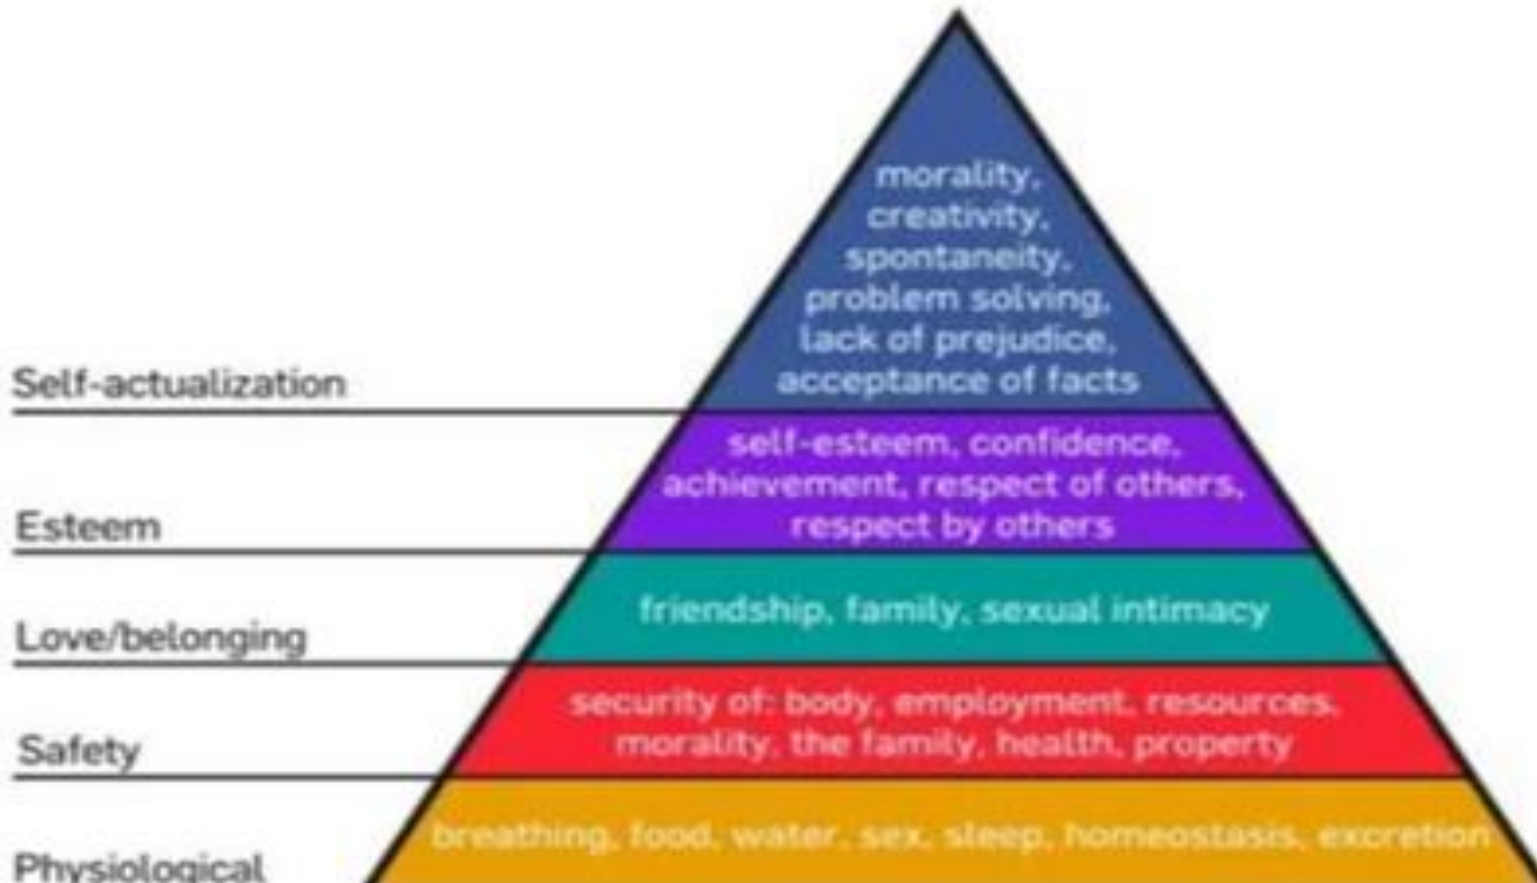 morality,
creativity,
spontaneity,
problem solving,
lack of prejudice,
acceptance of facts
Self-actualization
self-esteem, confidence,
achievement, respect of others,
respect by others
Esteem
friendship, family, sexual intimacy
Love/belonging
security of: body, employment, resources,
morality, the family, health, property
Safety
breathing, food, water, sex, sleep, homeostasis, excretion
Physiological